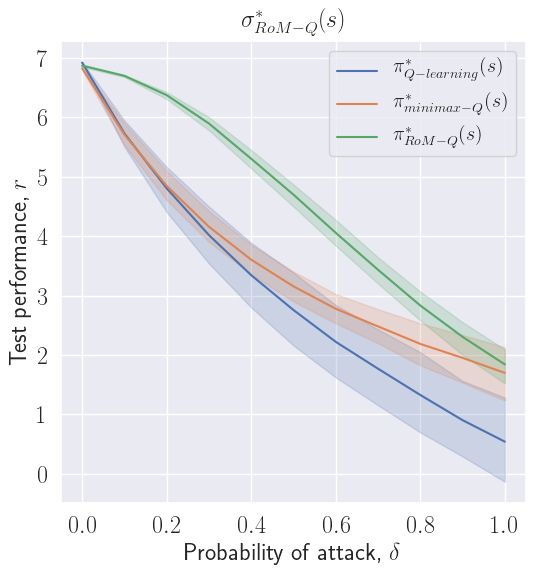 σ*_{RoM−Q}(s)
π*_{Q−learning}(s)
π*_{minimax−Q}(s)
π*_{RoM−Q}(s)
Test performance, r
7
6
5
4
3
2
1
0
0.0 0.2 0.4 0.6 0.8 1.0
Probability of attack, δ